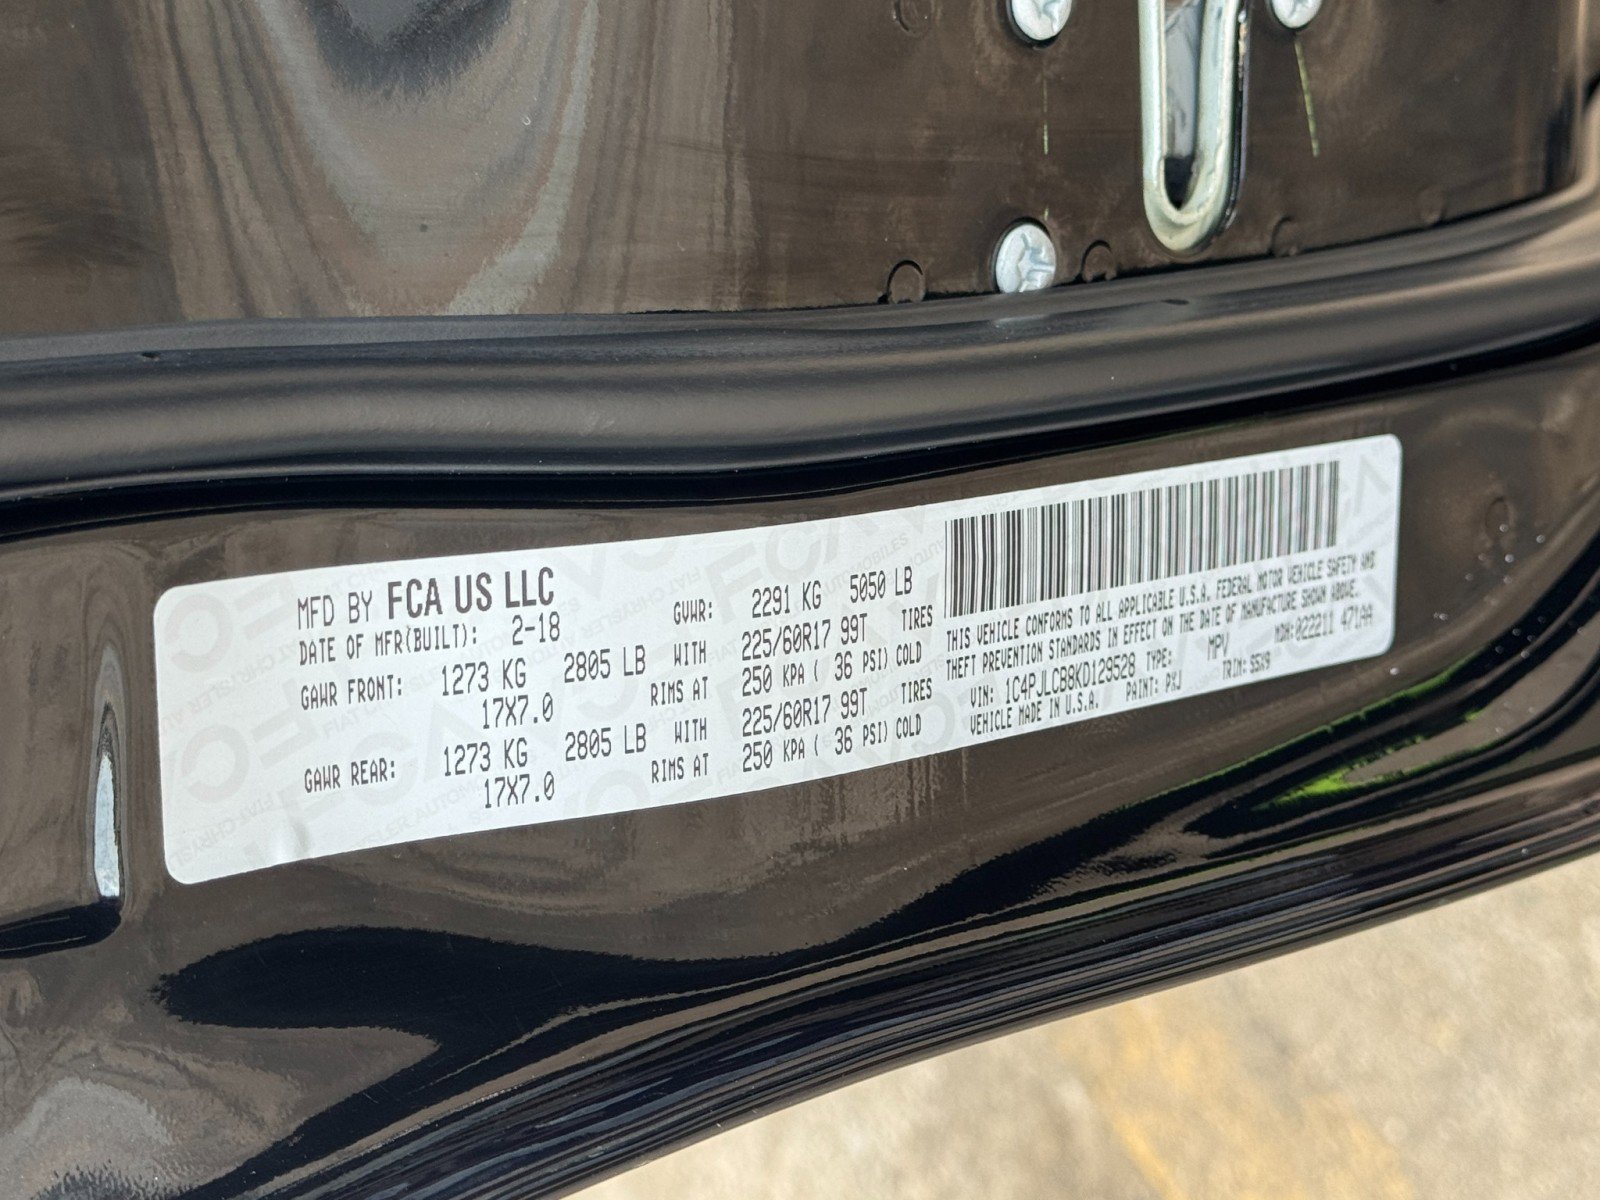 MFD BY FCA US LLC
DATE OF MFR(BUILT): 2-18
GVWR: 2291 KG 5050 LB
GAWR FRONT: 1273 KG 2805 LB WITH 225/60R17 99T TIRES
17X7.0 RIMS AT 250 KPA ( 36 PSI) COLD
GAWR REAR: 1273 KG 2805 LB WITH 225/60R17 99T TIRES
17X7.0 RIMS AT 250 KPA ( 36 PSI) COLD
THIS VEHICLE CONFORMS TO ALL APPLICABLE U.S.A. FEDERAL MOTOR VEHICLE SAFETY AND
THEFT PREVENTION STANDARDS IN EFFECT ON THE DATE OF MANUFACTURE SHOWN ABOVE.
VIN: 1C4PJLCB8KD129528 TYPE: MPV MDH:022211 471AA
VEHICLE MADE IN U.S.A. PAINT: PXJ TRIM: